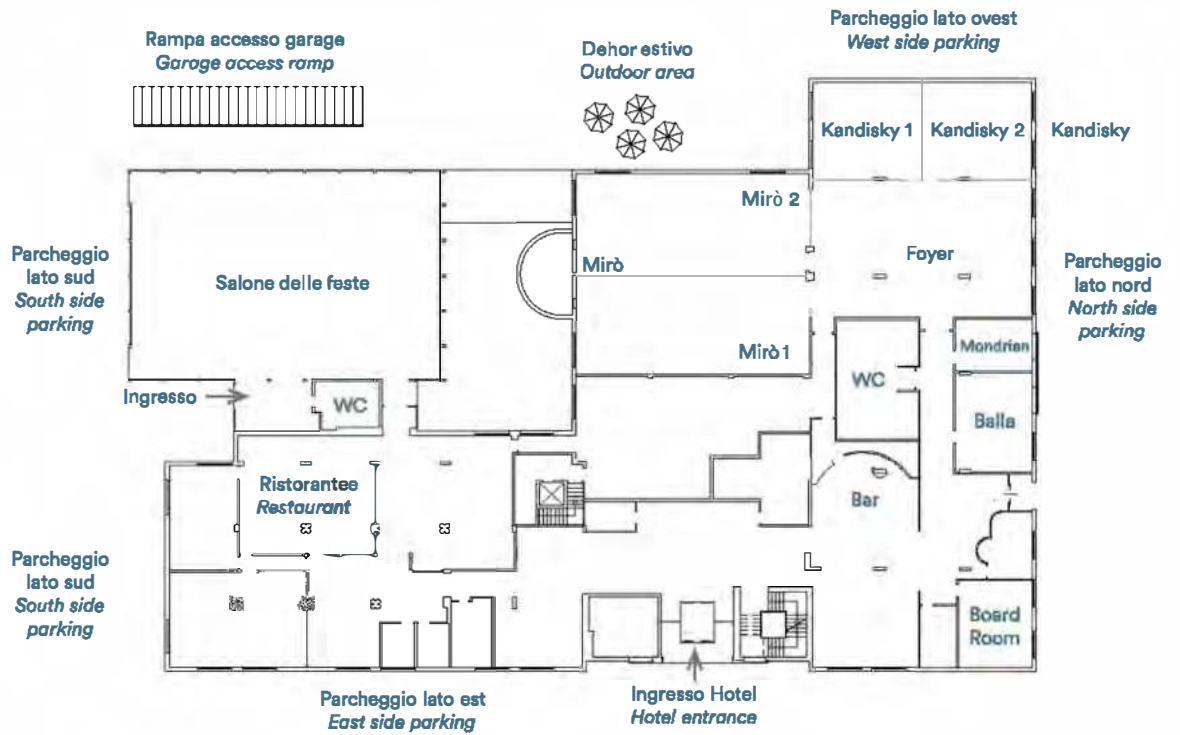 Parcheggio lato ovest
West side parking
Rampa accesso garage
Garage access ramp
Dehor estivo
Outdoor area
Kandisky 1
Kandisky 2
Kandisky
Mirò 2
Parcheggio
lato sud
South side
parking
Salone delle feste
Mirò
Foyer
Parcheggio
lato nord
North side
parking
Mirò 1
Mondrian
WC
Ingresso
WC
Balla
Ristorantee
Restaurant
Bar
Parcheggio
lato sud
South side
parking
Board
Room
Parcheggio lato est
East side parking
Ingresso Hotel
Hotel entrance